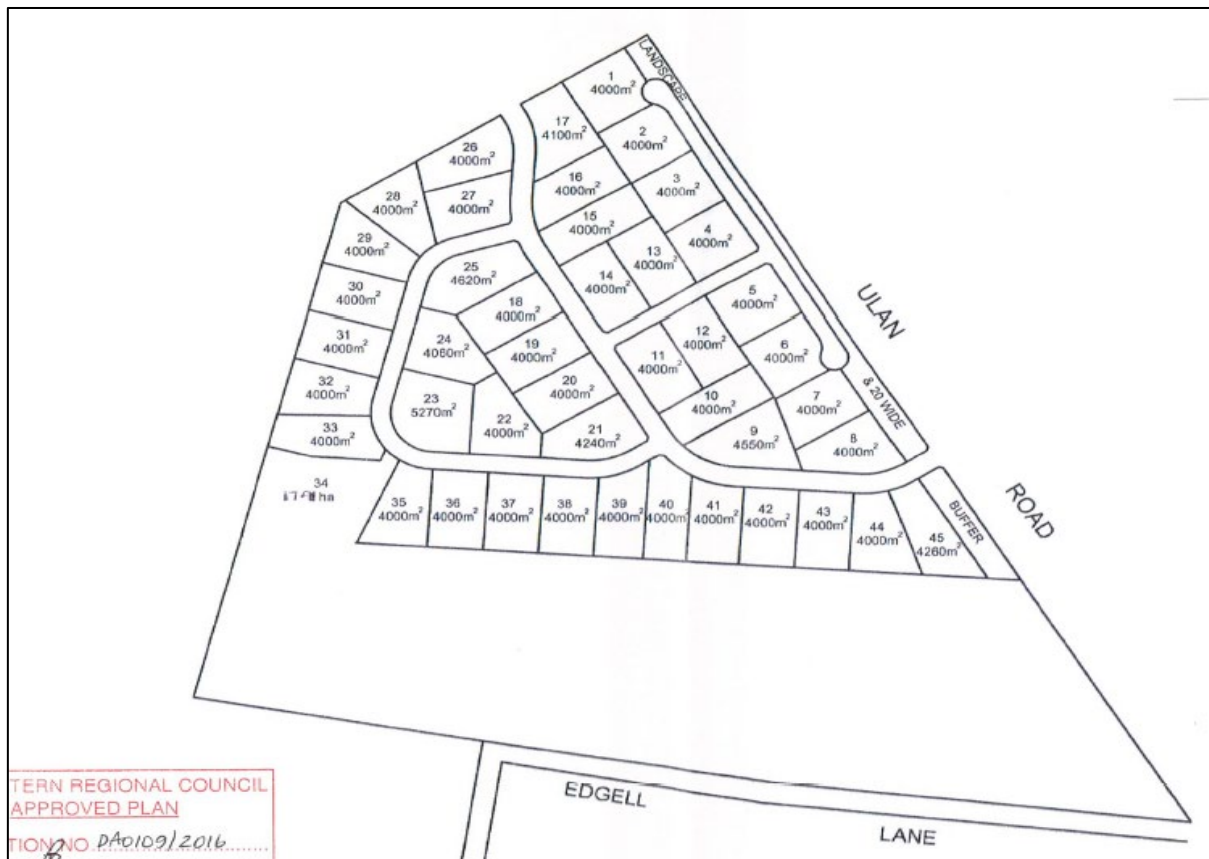 LANDSCAPE
1
4000m²
17
4100m²
2
4000m²
26
4000m²
16
4000m²
3
4000m²
28
4000m²
27
4000m²
15
4000m²
4
4000m²
29
4000m²
13
4000m²
25
4620m²
14
4000m²
5
4000m²
ULAN
30
4000m²
18
4000m²
12
4000m²
6
4000m²
31
4000m²
24
4060m²
19
4000m²
11
4000m²
& 20 WIDE
32
4000m²
23
5270m²
20
4000m²
10
4000m²
7
4000m²
33
4000m²
22
4000m²
21
4240m²
9
4550m²
8
4000m²
34
ha
35
4000m²
36
4000m²
37
4000m²
38
4000m²
39
4000m²
40
4000m²
41
4000m²
42
4000m²
43
4000m²
44
4000m²
45
4260m²
BUFFER
ROAD
EDGELL
LANE
TERN REGIONAL COUNCIL
APPROVED PLAN
TION NO. DA0109/2016